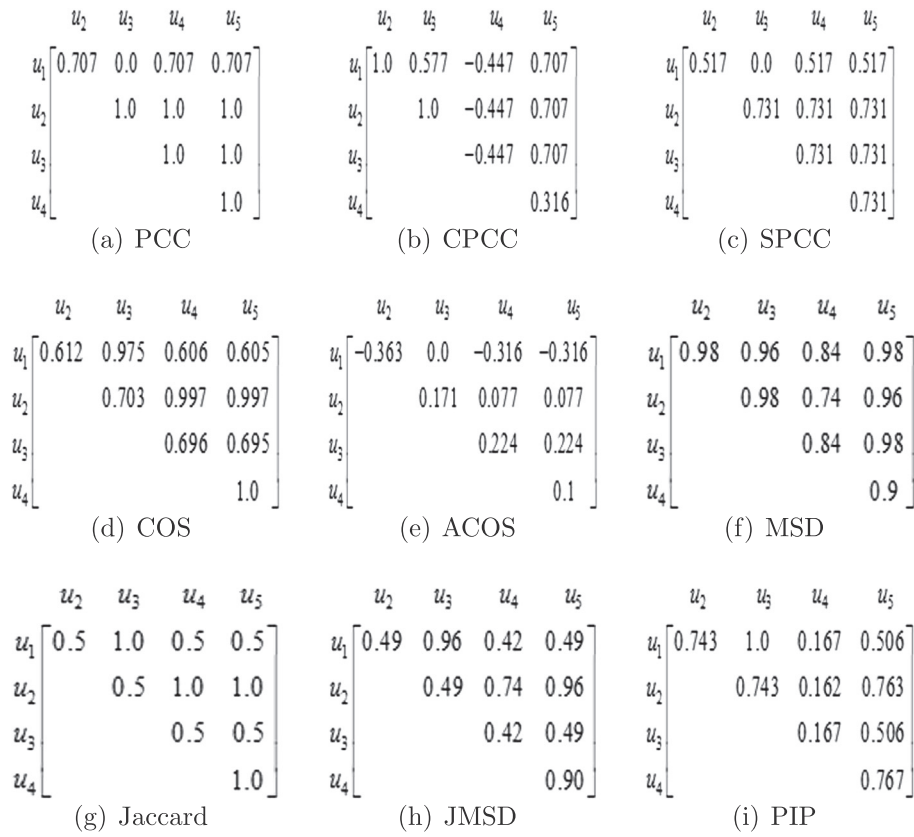 u₂ u₃ u₄ u₅
u₁ 0.707 0.0 0.707 0.707
u₂ 1.0 1.0 1.0
u₃ 1.0 1.0
u₄ 1.0
(a) PCC
u₂ u₃ u₄ u₅
u₁ 1.0 0.577 −0.447 0.707
u₂ 1.0 −0.447 0.707
u₃ −0.447 0.707
u₄ 0.316
(b) CPCC
u₂ u₃ u₄ u₅
u₁ 0.517 0.0 0.517 0.517
u₂ 0.731 0.731 0.731
u₃ 0.731 0.731
u₄ 0.731
(c) SPCC
u₂ u₃ u₄ u₅
u₁ 0.612 0.975 0.606 0.605
u₂ 0.703 0.997 0.997
u₃ 0.696 0.695
u₄ 1.0
(d) COS
u₂ u₃ u₄ u₅
u₁ −0.363 0.0 −0.316 −0.316
u₂ 0.171 0.077 0.077
u₃ 0.224 0.224
u₄ 0.1
(e) ACOS
u₂ u₃ u₄ u₅
u₁ 0.98 0.96 0.84 0.98
u₂ 0.98 0.74 0.96
u₃ 0.84 0.98
u₄ 0.9
(f) MSD
u₂ u₃ u₄ u₅
u₁ 0.5 1.0 0.5 0.5
u₂ 0.5 1.0 1.0
u₃ 0.5 0.5
u₄ 1.0
(g) Jaccard
u₂ u₃ u₄ u₅
u₁ 0.49 0.96 0.42 0.49
u₂ 0.49 0.74 0.96
u₃ 0.42 0.49
u₄ 0.90
(h) JMSD
u₂ u₃ u₄ u₅
u₁ 0.743 1.0 0.167 0.506
u₂ 0.743 0.162 0.763
u₃ 0.167 0.506
u₄ 0.767
(i) PIP